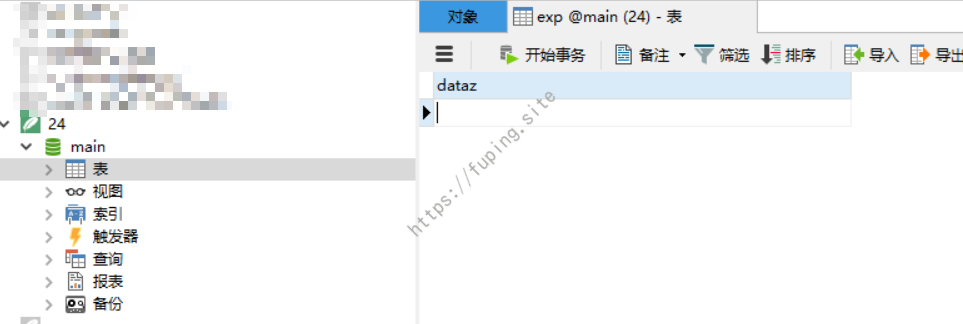 对象
exp @main (24) - 表
开始事务
备注
筛选
排序
导入
导出
dataz
24
main
表
视图
索引
触发器
查询
报表
备份
https://fuping.site